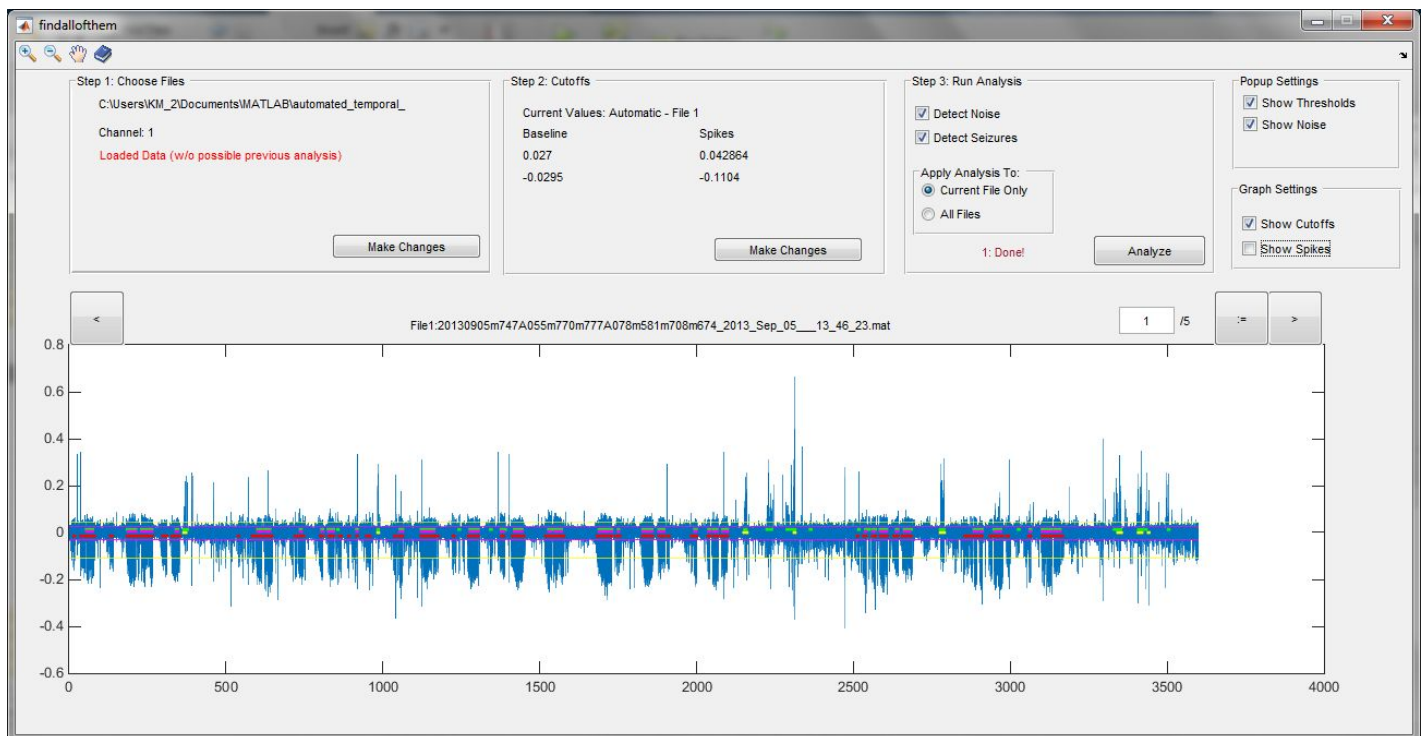 findallofthem
Step 1: Choose Files
C:\Users\KM_2\Documents\MATLAB\automated_temporal_
Channel: 1
Loaded Data (w/o possible previous analysis)
Make Changes
Step 2: Cutoffs
Current Values: Automatic - File 1
Baseline Spikes
0.027 0.042864
-0.0295 -0.1104
Make Changes
Step 3: Run Analysis
Detect Noise
Detect Seizures
Apply Analysis To:
Current File Only
All Files
1: Done!
Analyze
Popup Settings
Show Thresholds
Show Noise
Graph Settings
Show Cutoffs
Show Spikes
<
File1:20130905m747A055m770m777A078m581m708m674_2013_Sep_05___13_46_23.mat
1 /5
:=
>
0.8
0.6
0.4
0.2
0
-0.2
-0.4
-0.6
0 500 1000 1500 2000 2500 3000 3500 4000